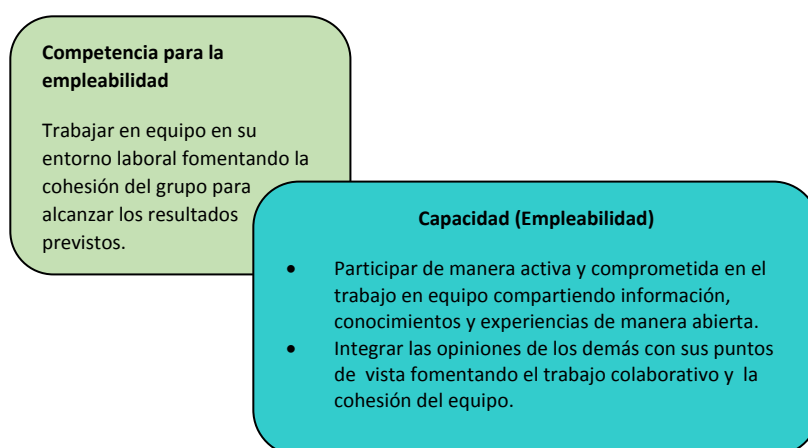 Competencia para la
empleabilidad
Trabajar en equipo en su
entorno laboral fomentando la
cohesión del grupo para
alcanzar los resultados
previstos.
Capacidad (Empleabilidad)
• Participar de manera activa y comprometida en el
trabajo en equipo compartiendo información,
conocimientos y experiencias de manera abierta.
• Integrar las opiniones de los demás con sus puntos
de  vista fomentando el trabajo colaborativo y  la
cohesión del equipo.